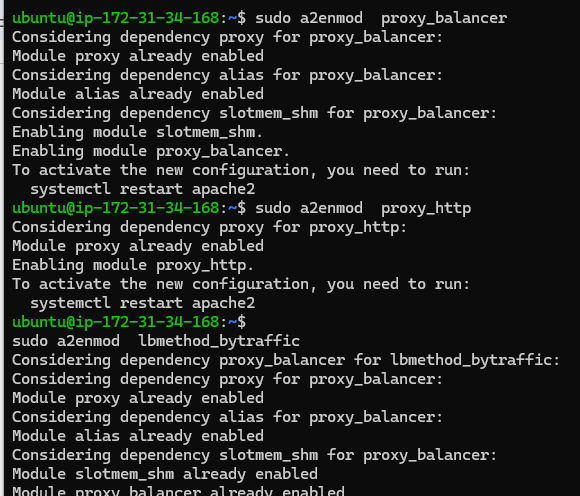 ubuntu@ip-172-31-34-168:~$ sudo a2enmod  proxy_balancer
Considering dependency proxy for proxy_balancer:
Module proxy already enabled
Considering dependency alias for proxy_balancer:
Module alias already enabled
Considering dependency slotmem_shm for proxy_balancer:
Enabling module slotmem_shm.
Enabling module proxy_balancer.
To activate the new configuration, you need to run:
  systemctl restart apache2
ubuntu@ip-172-31-34-168:~$ sudo a2enmod  proxy_http
Considering dependency proxy for proxy_http:
Module proxy already enabled
Enabling module proxy_http.
To activate the new configuration, you need to run:
  systemctl restart apache2
ubuntu@ip-172-31-34-168:~$
sudo a2enmod  lbmethod_bytraffic
Considering dependency proxy_balancer for lbmethod_bytraffic:
Considering dependency proxy for proxy_balancer:
Module proxy already enabled
Considering dependency alias for proxy_balancer:
Module alias already enabled
Considering dependency slotmem_shm for proxy_balancer:
Module slotmem_shm already enabled
Module proxy_balancer already enabled